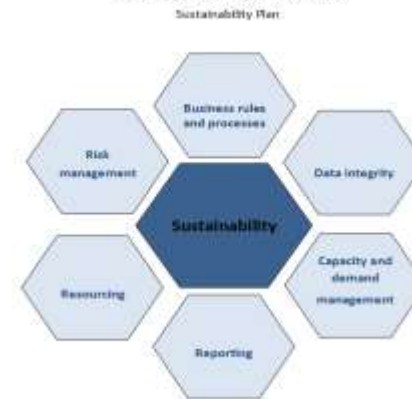 Sustainability Plan
Business rules
and processes
Risk
management
Data integrity
Sustainability
Capacity and
demand
management
Resourcing
Reporting